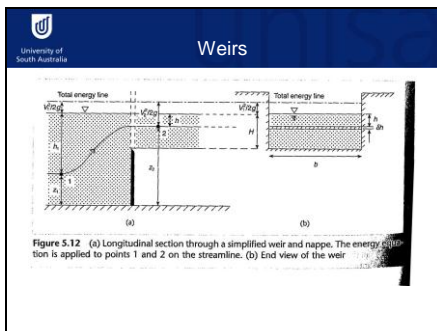 University of
South Australia
Weirs
Total energy line
Total energy line
V₁²/2g
V₂²/2g
V₁²/2g
h
2
H
h
δh
h₁
z₂
1
z₁
b
(a)
(b)
Figure 5.12 (a) Longitudinal section through a simplified weir and nappe. The energy equa-
tion is applied to points 1 and 2 on the streamline. (b) End view of the weir